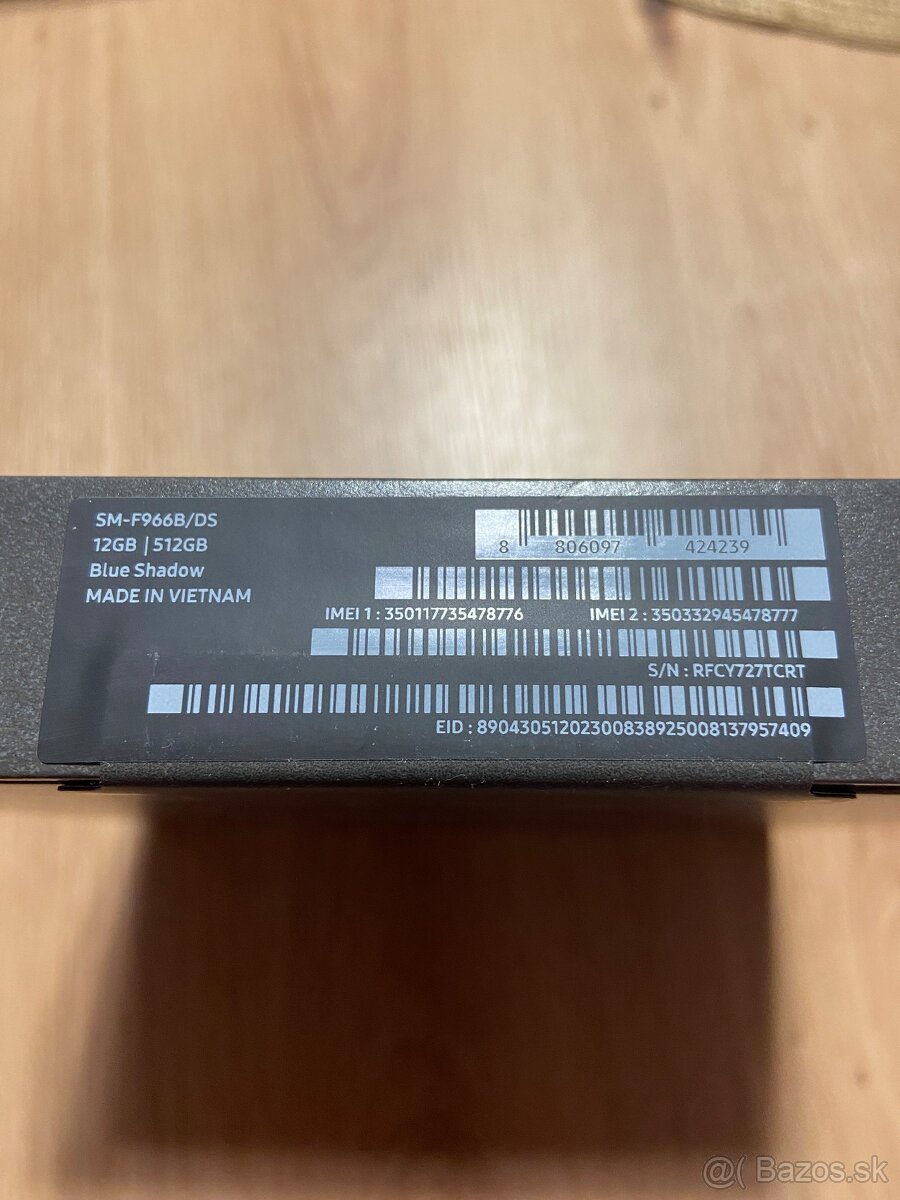 SM-F966B/DS
12GB | 512GB
Blue Shadow
MADE IN VIETNAM
8 806097 424239
IMEI 1 : 350117735478776 IMEI 2 : 350332945478777
S/N : RFCY727TCRT
EID : 89043051202300838925008137957409
@( Bazos.sk